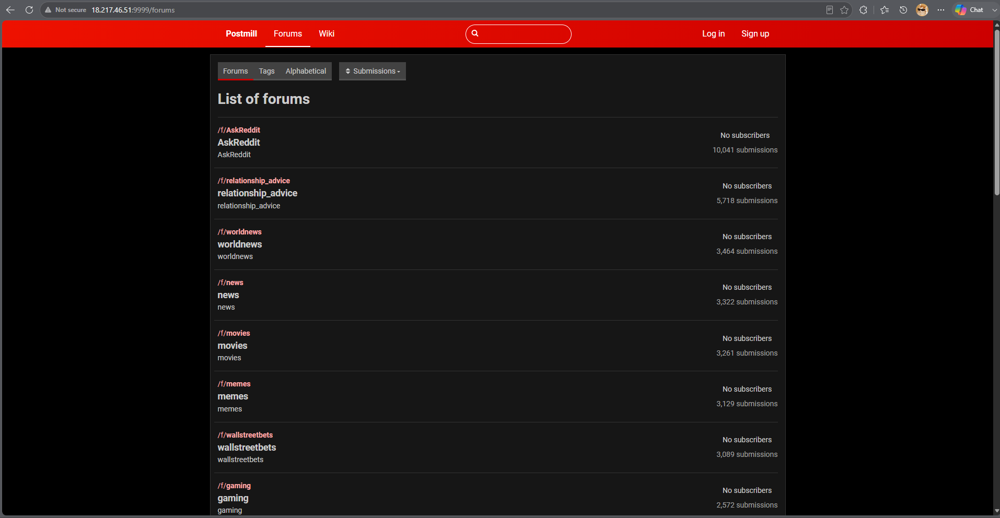 Not secure 18.217.46.51:9999/forums Chat
Postmill Forums Wiki Log in Sign up
Forums Tags Alphabetical Submissions
List of forums
/f/AskReddit
AskReddit
AskReddit
No subscribers
10,041 submissions
/f/relationship_advice
relationship_advice
relationship_advice
No subscribers
5,718 submissions
/f/worldnews
worldnews
worldnews
No subscribers
3,464 submissions
/f/news
news
news
No subscribers
3,322 submissions
/f/movies
movies
movies
No subscribers
3,261 submissions
/f/memes
memes
memes
No subscribers
3,129 submissions
/f/wallstreetbets
wallstreetbets
wallstreetbets
No subscribers
3,089 submissions
/f/gaming
gaming
gaming
No subscribers
2,572 submissions